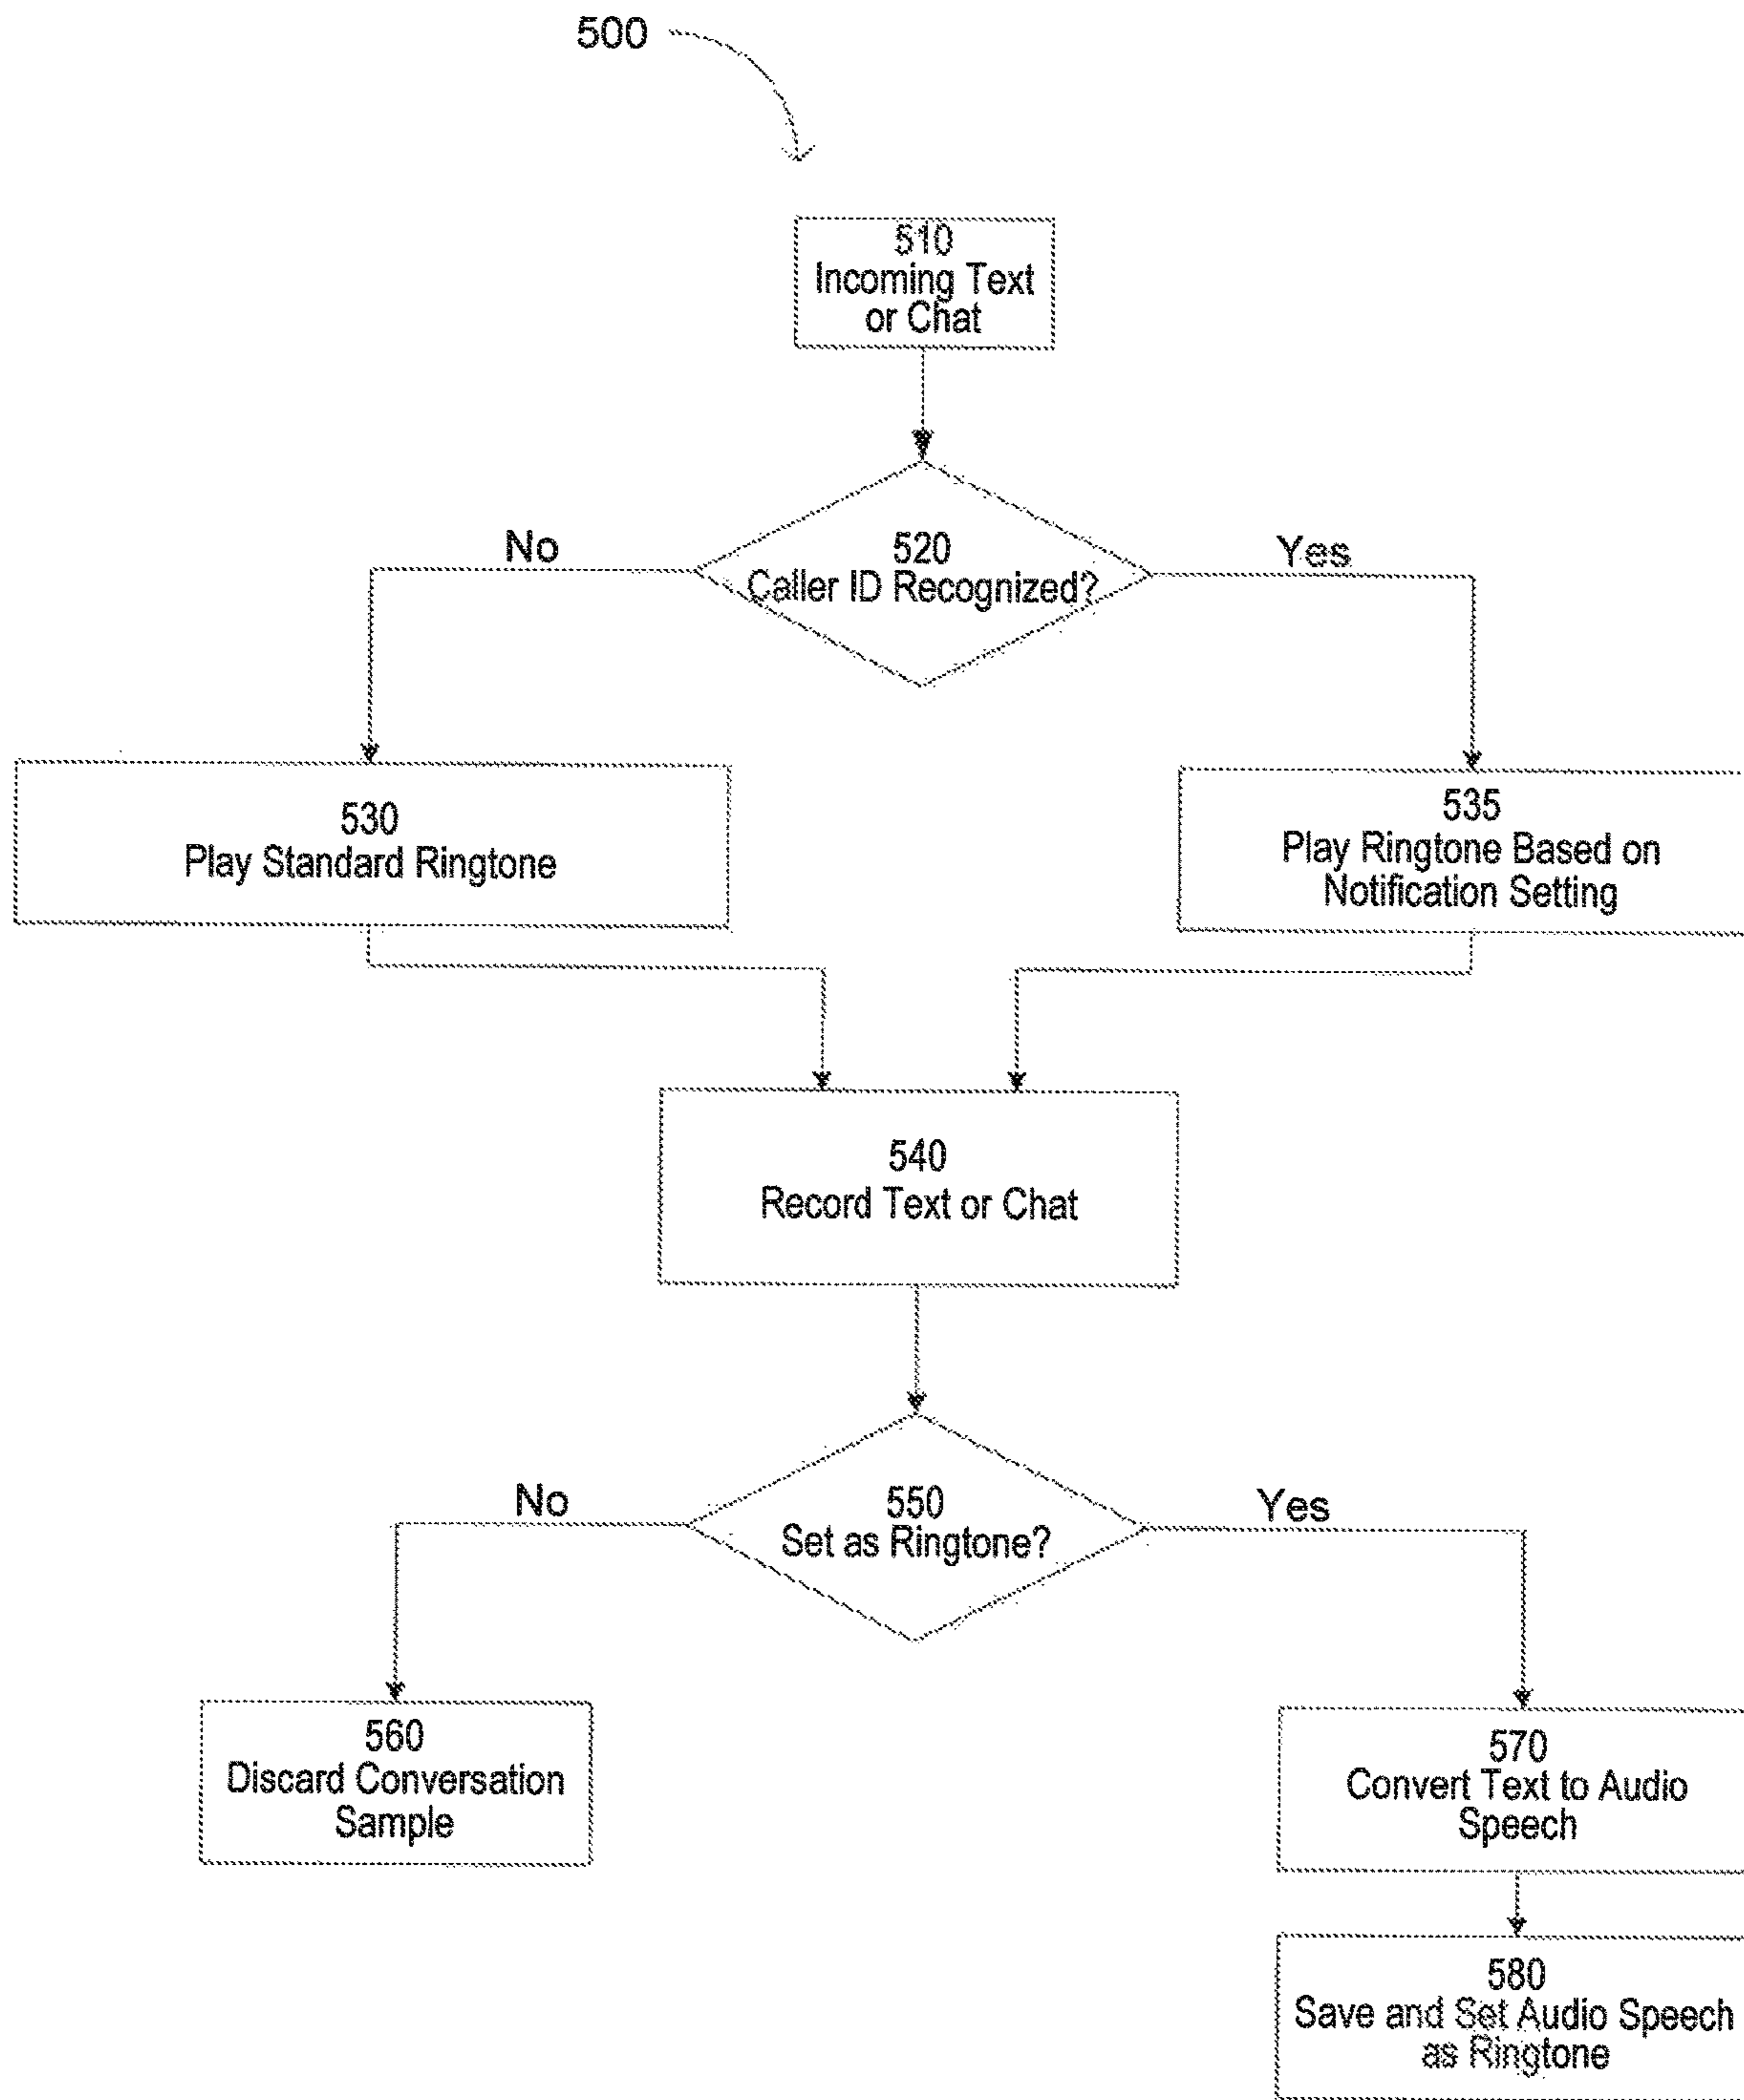 500
510
Incoming Text
or Chat
No
520
Yes
Caller ID Recognized?
530
Play Standard Ringtone
535
Play Ringtone Based on
Notification Setting
540
Record Text or Chat
No
550
Yes
Set as Ringtone?
560
Discard Conversation
Sample
570
Convert Text to Audio
Speech
580
Save and Set Audio Speech
as Ringtone